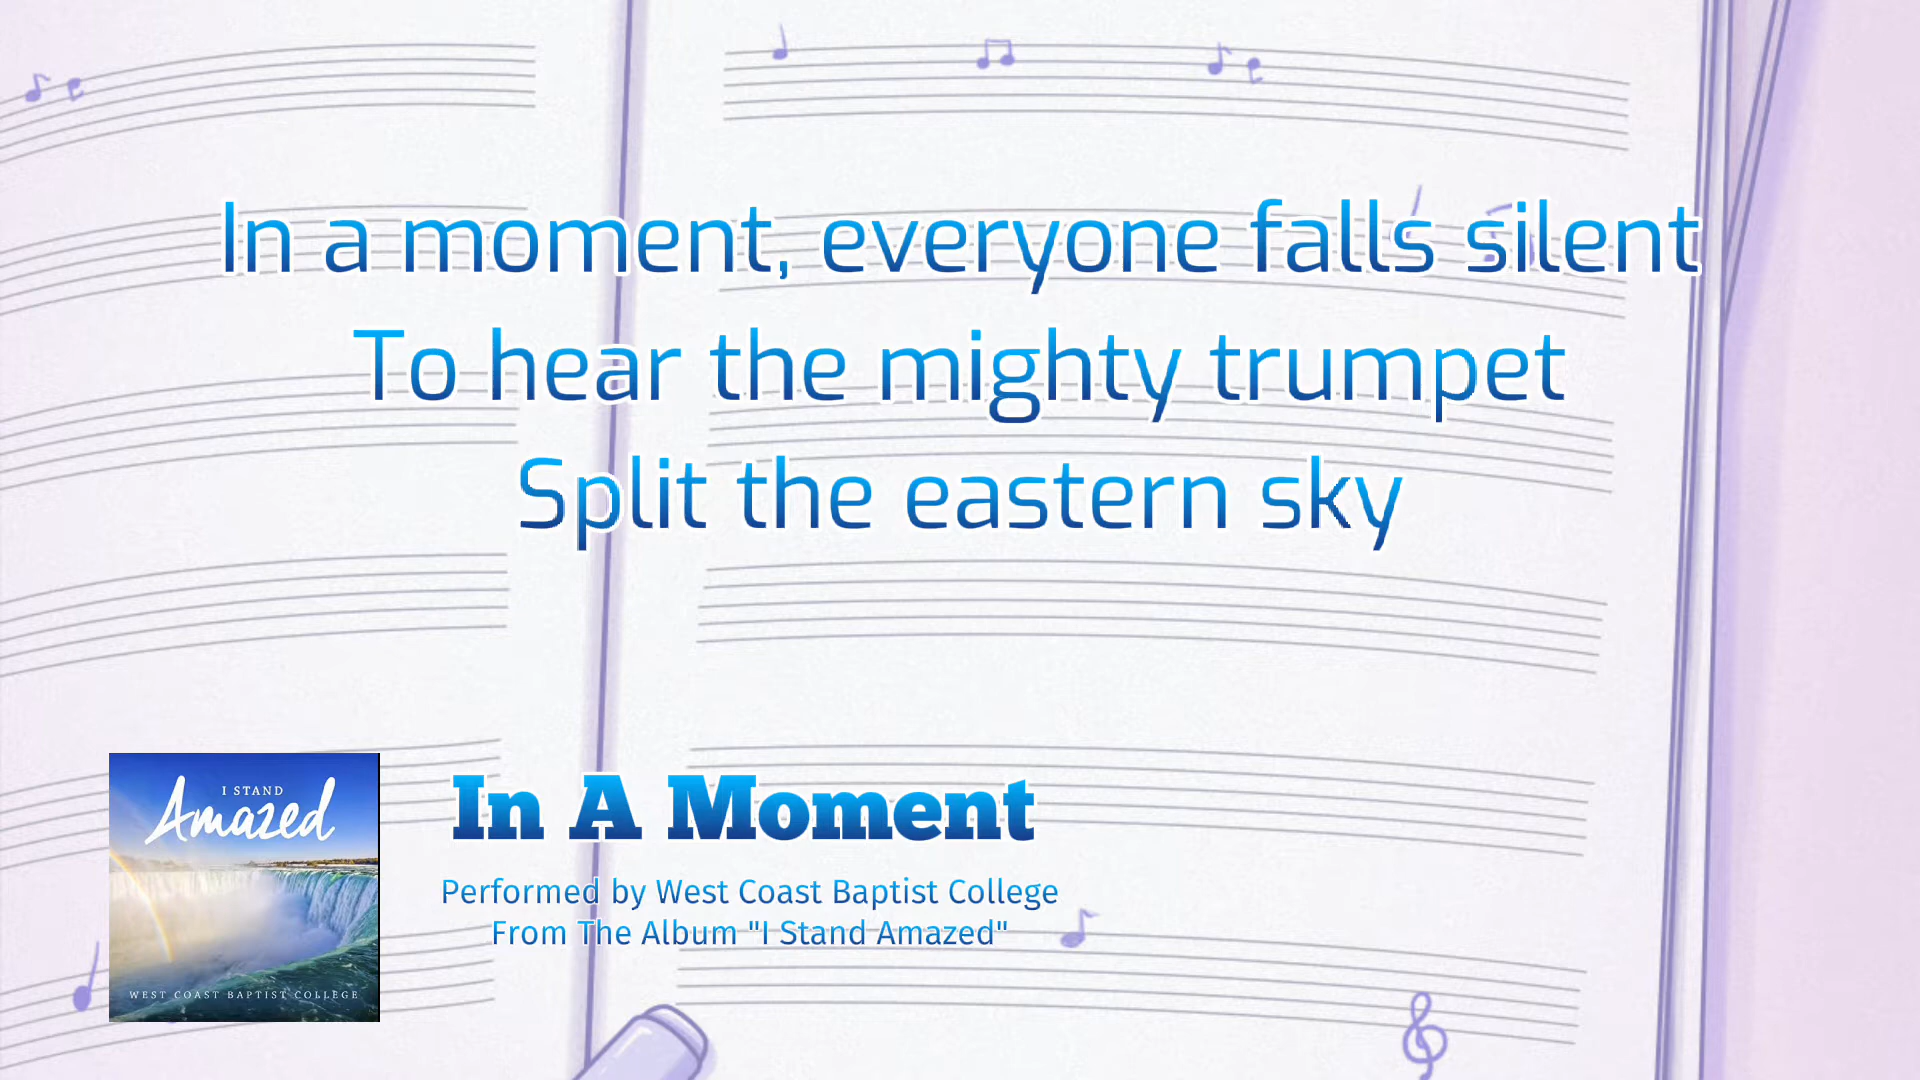 In a moment, everyone falls silent
To hear the mighty trumpet
Split the eastern sky
I STAND
Amazed
WEST COAST BAPTIST COLLEGE
In A Moment
Performed by West Coast Baptist College
From The Album "I Stand Amazed"